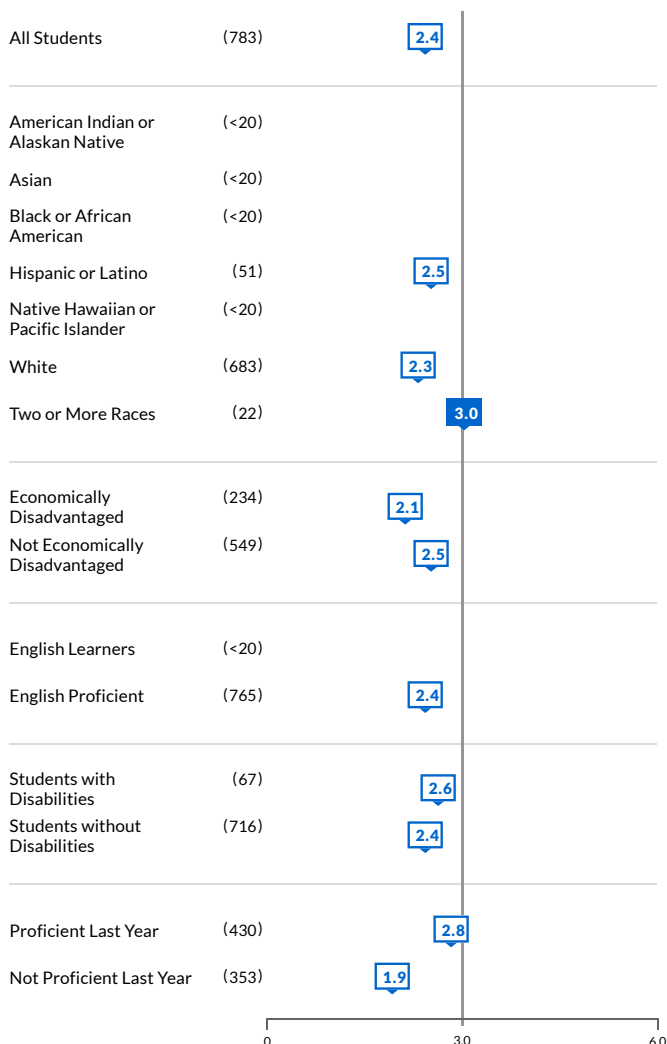 All Students (783) 2.4
American Indian or (<20)
Alaskan Native
Asian (<20)
Black or African (<20)
American
Hispanic or Latino (51) 2.5
Native Hawaiian or (<20)
Pacific Islander
White (683) 2.3
Two or More Races (22) 3.0
Economically (234) 2.1
Disadvantaged
Not Economically (549) 2.5
Disadvantaged
English Learners (<20)
English Proficient (765) 2.4
Students with (67) 2.6
Disabilities
Students without (716) 2.4
Disabilities
Proficient Last Year (430) 2.8
Not Proficient Last Year (353) 1.9
0 3.0 6.0